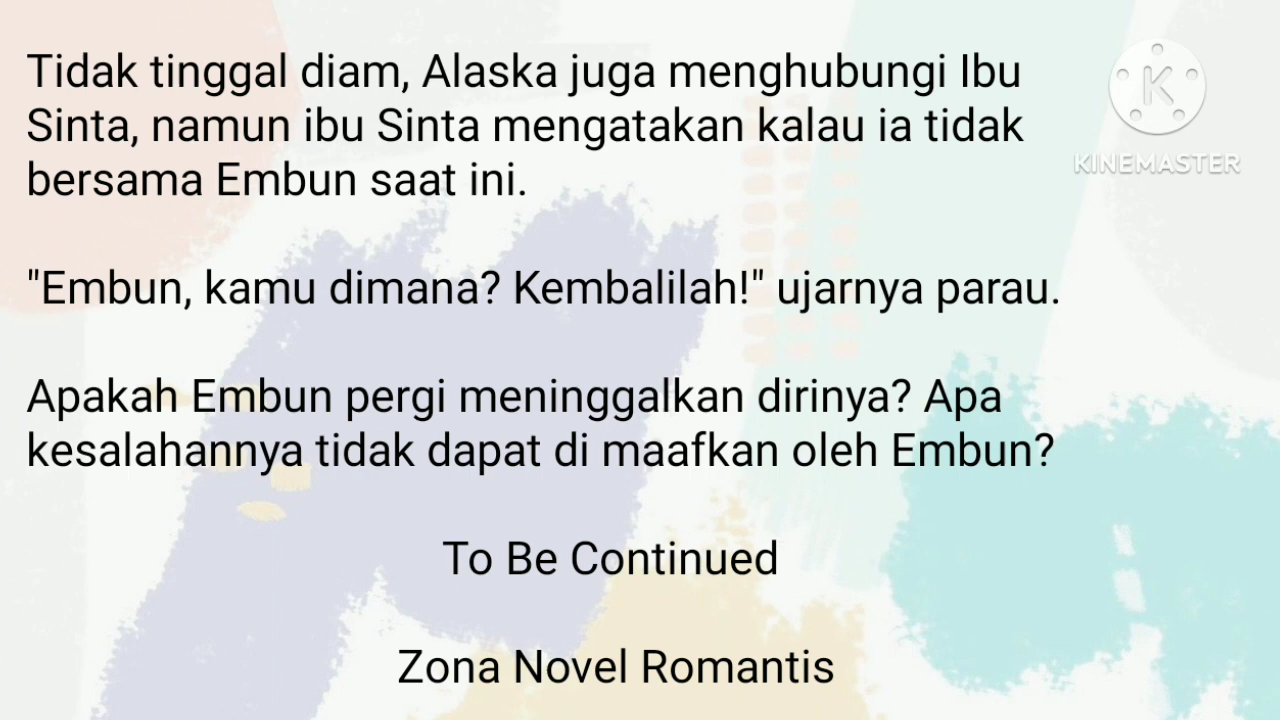 Tidak tinggal diam, Alaska juga menghubungi Ibu
Sinta, namun ibu Sinta mengatakan kalau ia tidak
bersama Embun saat ini.
"Embun, kamu dimana? Kembalilah!" ujarnya parau.
Apakah Embun pergi meninggalkan dirinya? Apa
kesalahannya tidak dapat di maafkan oleh Embun?
To Be Continued
Zona Novel Romantis
K
KINEMASTER